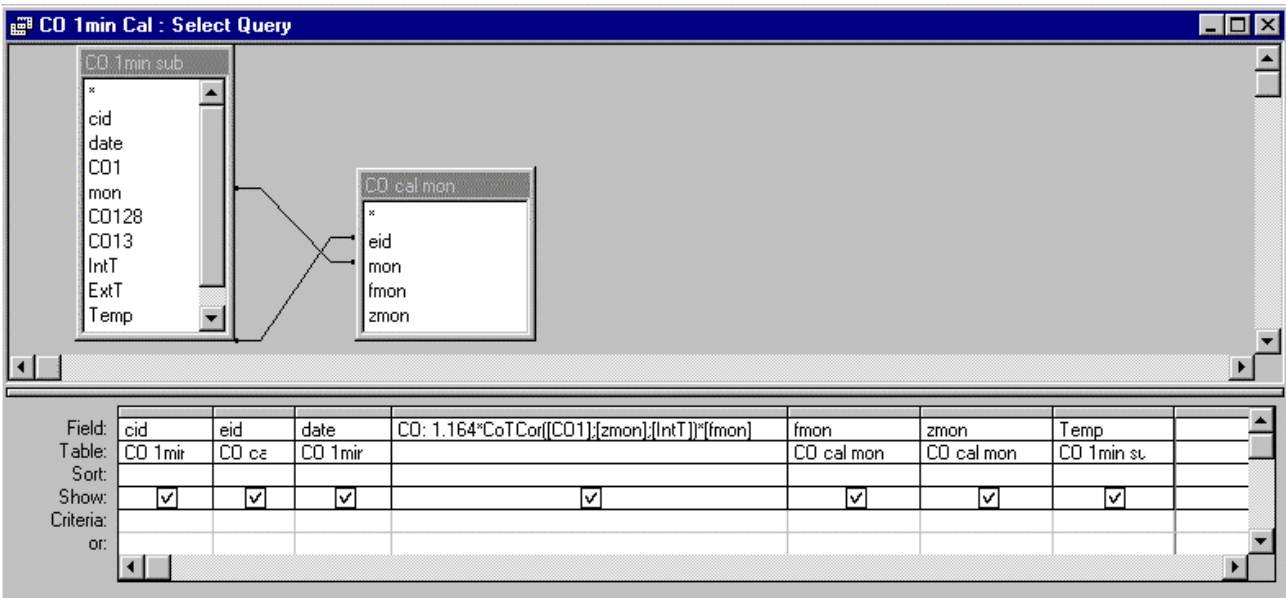 CO 1min Cal : Select Query
CO 1min sub
*
cid
date
CO1
mon
CO128
CO13
IntT
ExtT
Temp
CO cal mon
*
eid
mon
fmon
zmon
Field: cid eid date CO: 1.164*CoTCor([CO1];[zmon];[IntT])*[fmon] fmon zmon Temp
Table: CO 1mir CO ca CO 1mir CO cal mon CO cal mon CO 1min su
Sort:
Show:
Criteria:
or: